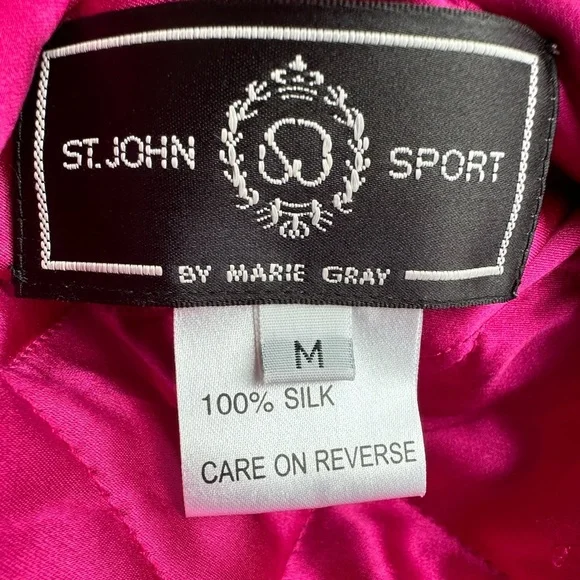 ST. JOHN SPORT
BY MARIE GRAY
M
100% SILK
CARE ON REVERSE